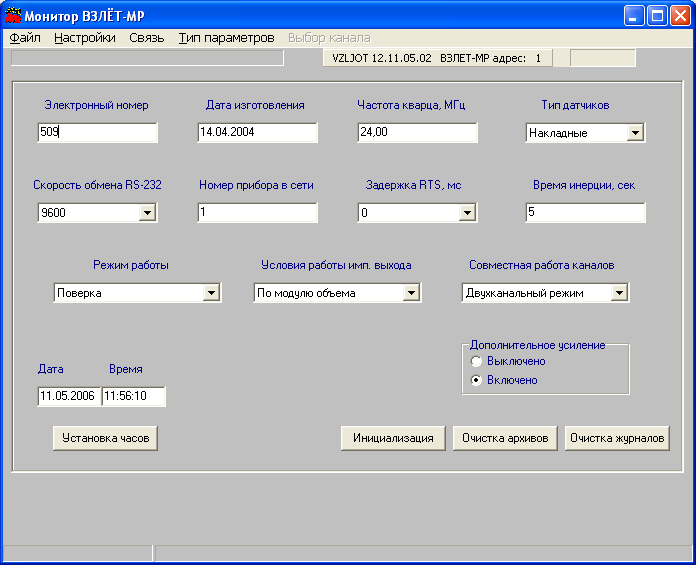 Монитор ВЗЛЁТ-МР
Файл Настройки Связь Тип параметров Выбор канала
VZLJOT 12.11.05.02 ВЗЛЕТ-МР адрес: 1
Электронный номер Дата изготовления Частота кварца, МГц Тип датчиков
509 14.04.2004 24,00 Накладные
Скорость обмена RS-232 Номер прибора в сети Задержка RTS, мс Время инерции, сек
9600 1 0 5
Режим работы Условия работы имп. выхода Совместная работа каналов
Поверка По модулю объема Двухканальный режим
Дополнительное усиление
Выключено
Включено
Дата Время
11.05.2006 11:56:10
Установка часов Инициализация Очистка архивов Очистка журналов